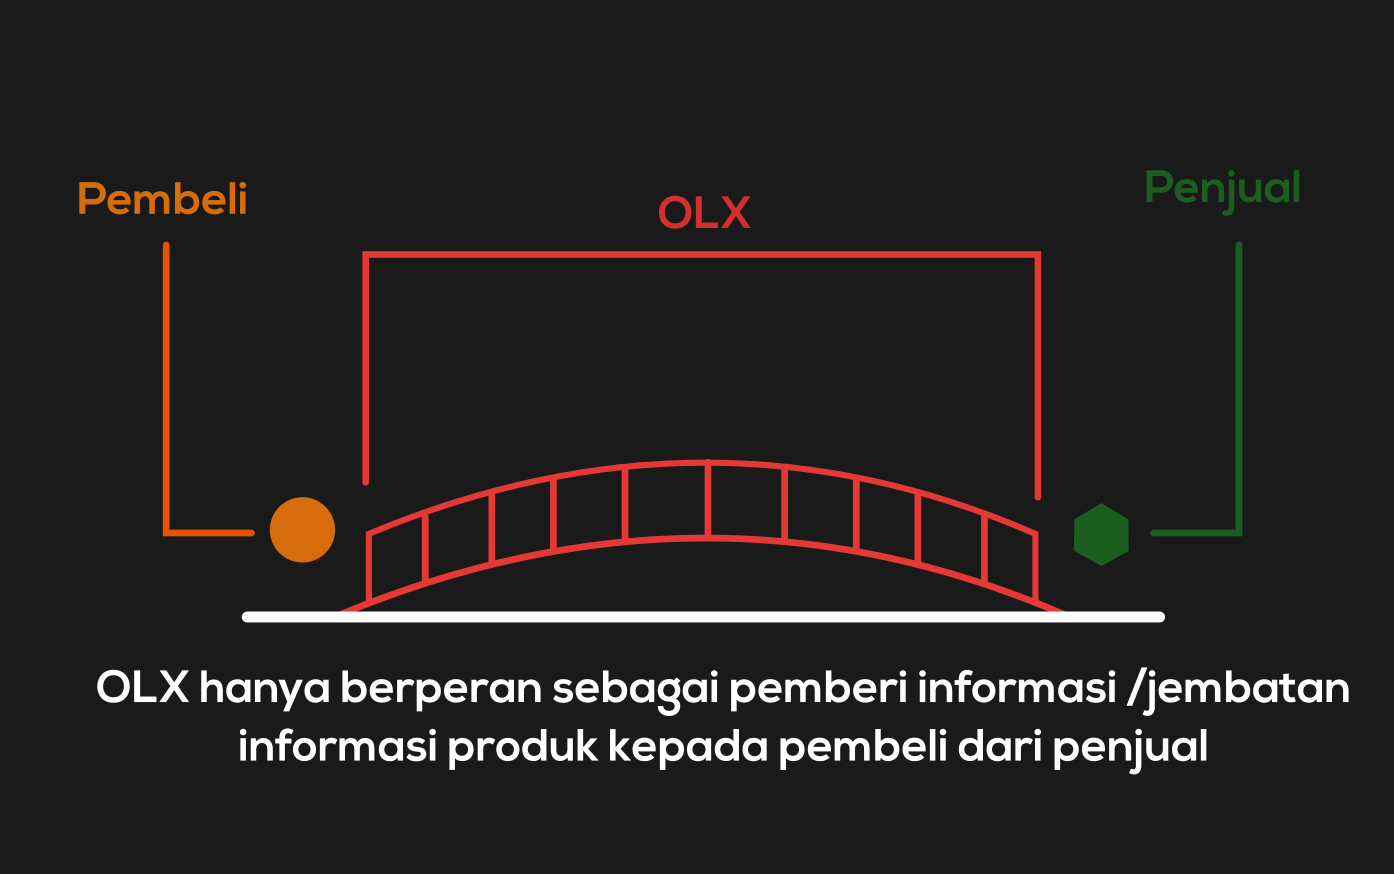 Pembeli
OLX
Penjual
OLX hanya berperan sebagai pemberi informasi /jembatan
informasi produk kepada pembeli dari penjual